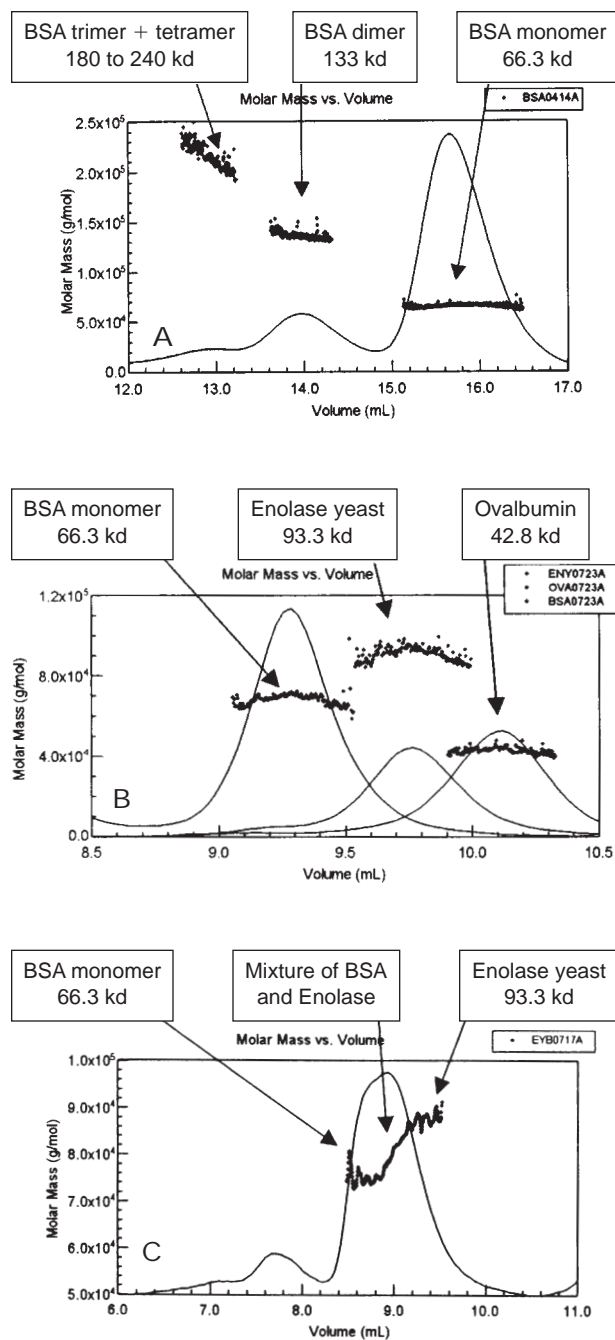 BSA trimer + tetramer
180 to 240 kd
BSA dimer
133 kd
BSA monomer
66.3 kd
Molar Mass vs. Volume
BSA0414A
Molar Mass (g/mol)
2.5x10⁵
2.0x10⁵
1.5x10⁵
1.0x10⁵
5.0x10⁴
0.0
A
12.0 13.0 14.0 15.0 16.0 17.0
Volume (mL)
BSA monomer
66.3 kd
Enolase yeast
93.3 kd
Ovalbumin
42.8 kd
Molar Mass vs. Volume
ENY0723A
OVA0723A
BSA0723A
Molar Mass (g/mol)
1.2x10⁵
8.0x10⁴
4.0x10⁴
0.0
B
8.5 9.0 9.5 10.0 10.5
Volume (mL)
BSA monomer
66.3 kd
Mixture of BSA
and Enolase
Enolase yeast
93.3 kd
Molar Mass vs. Volume
EYB0717A
Molar Mass (g/mol)
1.0x10⁵
9.0x10⁴
8.0x10⁴
7.0x10⁴
6.0x10⁴
5.0x10⁴
C
6.0 7.0 8.0 9.0 10.0 11.0
Volume (mL)